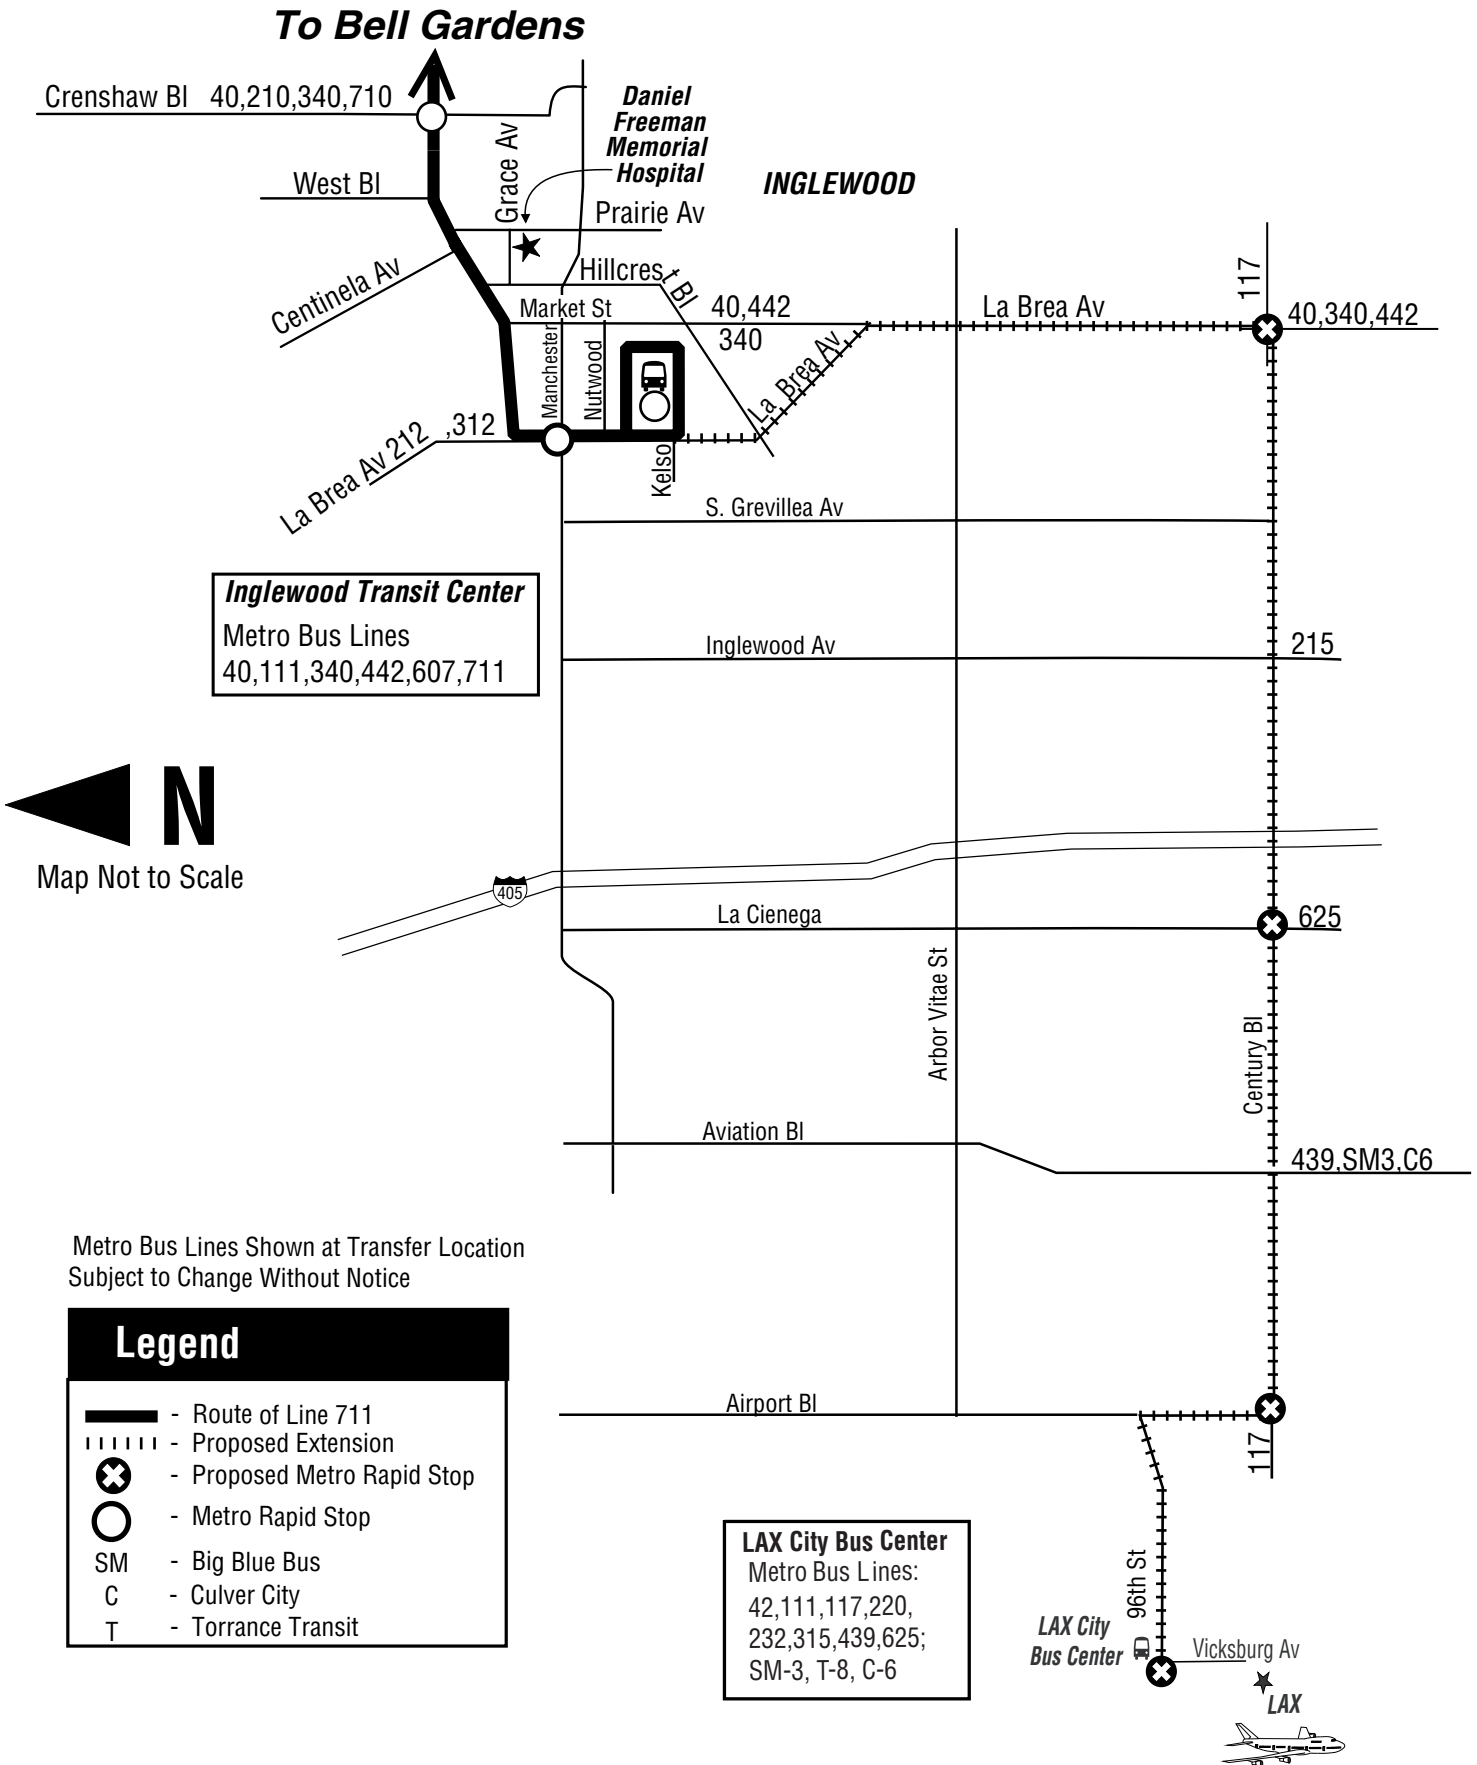 To Bell Gardens
Crenshaw Bl 40,210,340,710
Daniel
Freeman
Memorial
Hospital
Grace Av
West Bl
INGLEWOOD
Prairie Av
Centinela Av
Hillcrest Bl
117
Market St
40,442
340
La Brea Av
40,340,442
Manchester
Nutwood
La Brea Av
La Brea Av 212 ,312
Kelso
S. Grevillea Av
Inglewood Transit Center
Metro Bus Lines
40,111,340,442,607,711
Inglewood Av
215
N
Map Not to Scale
405
La Cienega
625
Arbor Vitae St
Century Bl
Aviation Bl
439,SM3,C6
Metro Bus Lines Shown at Transfer Location
Subject to Change Without Notice
Legend
- Route of Line 711
- Proposed Extension
- Proposed Metro Rapid Stop
- Metro Rapid Stop
SM - Big Blue Bus
C - Culver City
T - Torrance Transit
Airport Bl
117
LAX City Bus Center
Metro Bus Lines:
42,111,117,220,
232,315,439,625;
SM-3, T-8, C-6
96th St
LAX City
Bus Center
Vicksburg Av
LAX